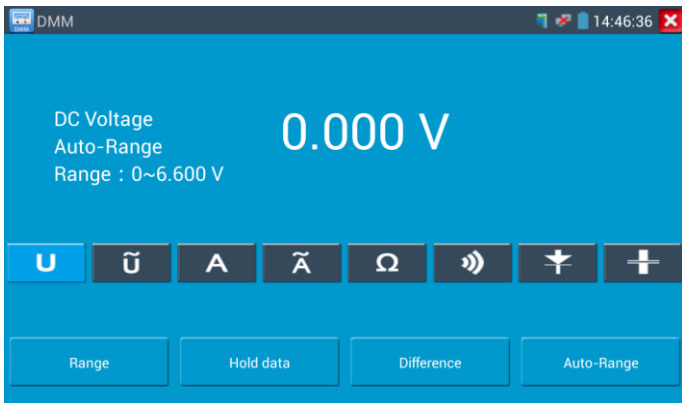 DMM
14:46:36
DC Voltage
0.000 V
Auto-Range
Range : 0~6.600 V
U Ũ A Ã Ω
Range Hold data Difference Auto-Range